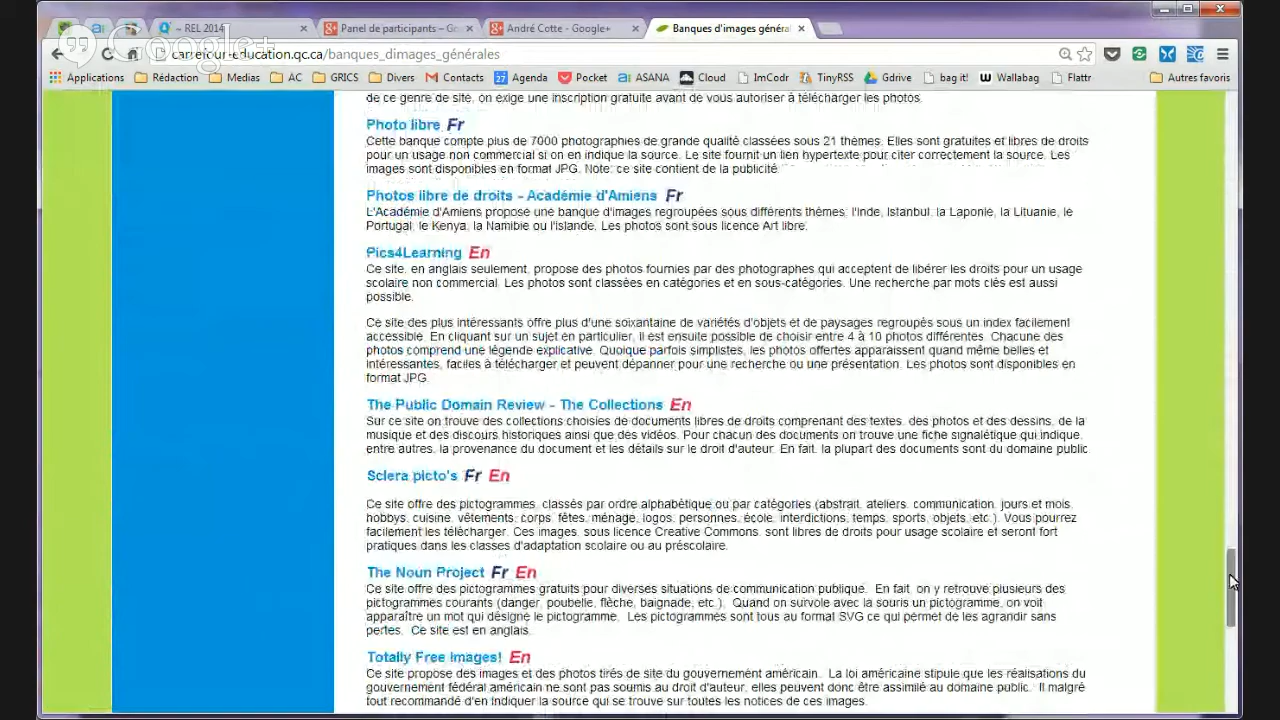 – REL 2014
Panel de participants – Go
André Cotte - Google+
Banques d'images général
Google+
carrefour-education.qc.ca/banques_dimages_générales
Applications Rédaction Medias AC GRICS Divers Contacts Agenda Pocket ASANA Cloud ImCodr TinyRSS Gdrive bag it! Wallabag Flattr Autres favoris
de ce genre de site, on exige une inscription gratuite avant de vous autoriser à télécharger les photos.
Photo libre Fr
Cette banque compte plus de 7000 photographies de grande qualité classées sous 21 thèmes. Elles sont gratuites et libres de droits
pour un usage non commercial si on en indique la source. Le site fournit un lien hypertexte pour citer correctement la source. Les
images sont disponibles en format JPG. Note: ce site contient de la publicité.
Photos libre de droits - Académie d'Amiens Fr
L'Académie d'Amiens propose une banque d'images regroupées sous différents thèmes: l'Inde, Istanbul, la Laponie, la Lituanie, le
Portugal, le Kenya, la Namibie ou l'Islande. Les photos sont sous licence Art libre.
Pics4Learning En
Ce site, en anglais seulement, propose des photos fournies par des photographes qui acceptent de libérer les droits pour un usage
scolaire non commercial. Les photos sont classées en catégories et en sous-catégories. Une recherche par mots clés est aussi
possible.
Ce site des plus intéressants offre plus d'une soixantaine de variétés d'objets et de paysages regroupés sous un index facilement
accessible. En cliquant sur un sujet en particulier, il est ensuite possible de choisir entre 4 à 10 photos différentes. Chacune des
photos comprend une légende explicative. Quoique parfois simplistes, les photos offertes apparaissent quand même belles et
intéressantes, faciles à télécharger et peuvent dépanner pour une recherche ou une présentation. Les photos sont disponibles en
format JPG.
The Public Domain Review - The Collections En
Sur ce site on trouve des collections choisies de documents libres de droits comprenant des textes, des photos et des dessins, de la
musique et des discours historiques ainsi que des vidéos. Pour chacun des documents on trouve une fiche signalétique qui indique,
entre autres, la provenance du document et les détails sur le droit d'auteur. En fait, la plupart des documents sont du domaine public
Sclera picto's Fr En
Ce site offre des pictogrammes, classés par ordre alphabétique ou par catégories (abstrait, ateliers, communication, jours et mois,
hobbys, cuisine, vêtements, corps, fêtes, ménage, logos, personnes, école, interdictions, temps, sports, objets, etc.). Vous pourrez
facilement les télécharger. Ces images, sous licence Creative Commons, sont libres de droits pour usage scolaire et seront fort
pratiques dans les classes d'adaptation scolaire ou au préscolaire.
The Noun Project Fr En
Ce site offre des pictogrammes gratuits pour diverses situations de communication publique. En fait, on y retrouve plusieurs des
pictogrammes courants (danger, poubelle, flèche, baignade, etc.). Quand on survole avec la souris un pictogramme, on voit
apparaître un mot qui désigne le pictogramme. Les pictogrammes sont tous au format SVG ce qui permet de les agrandir sans
pertes. Ce site est en anglais.
Totally Free Images! En
Ce site propose des images et des photos tirés de site du gouvernement américain. La loi américaine stipule que les réalisations du
gouvernement fédéral américain ne sont pas soumis au droit d'auteur, elles peuvent donc être assimilé au domaine public. Il malgré
tout recommandé d'en indiquer la source qui se trouve sur toutes les notices de ces images.